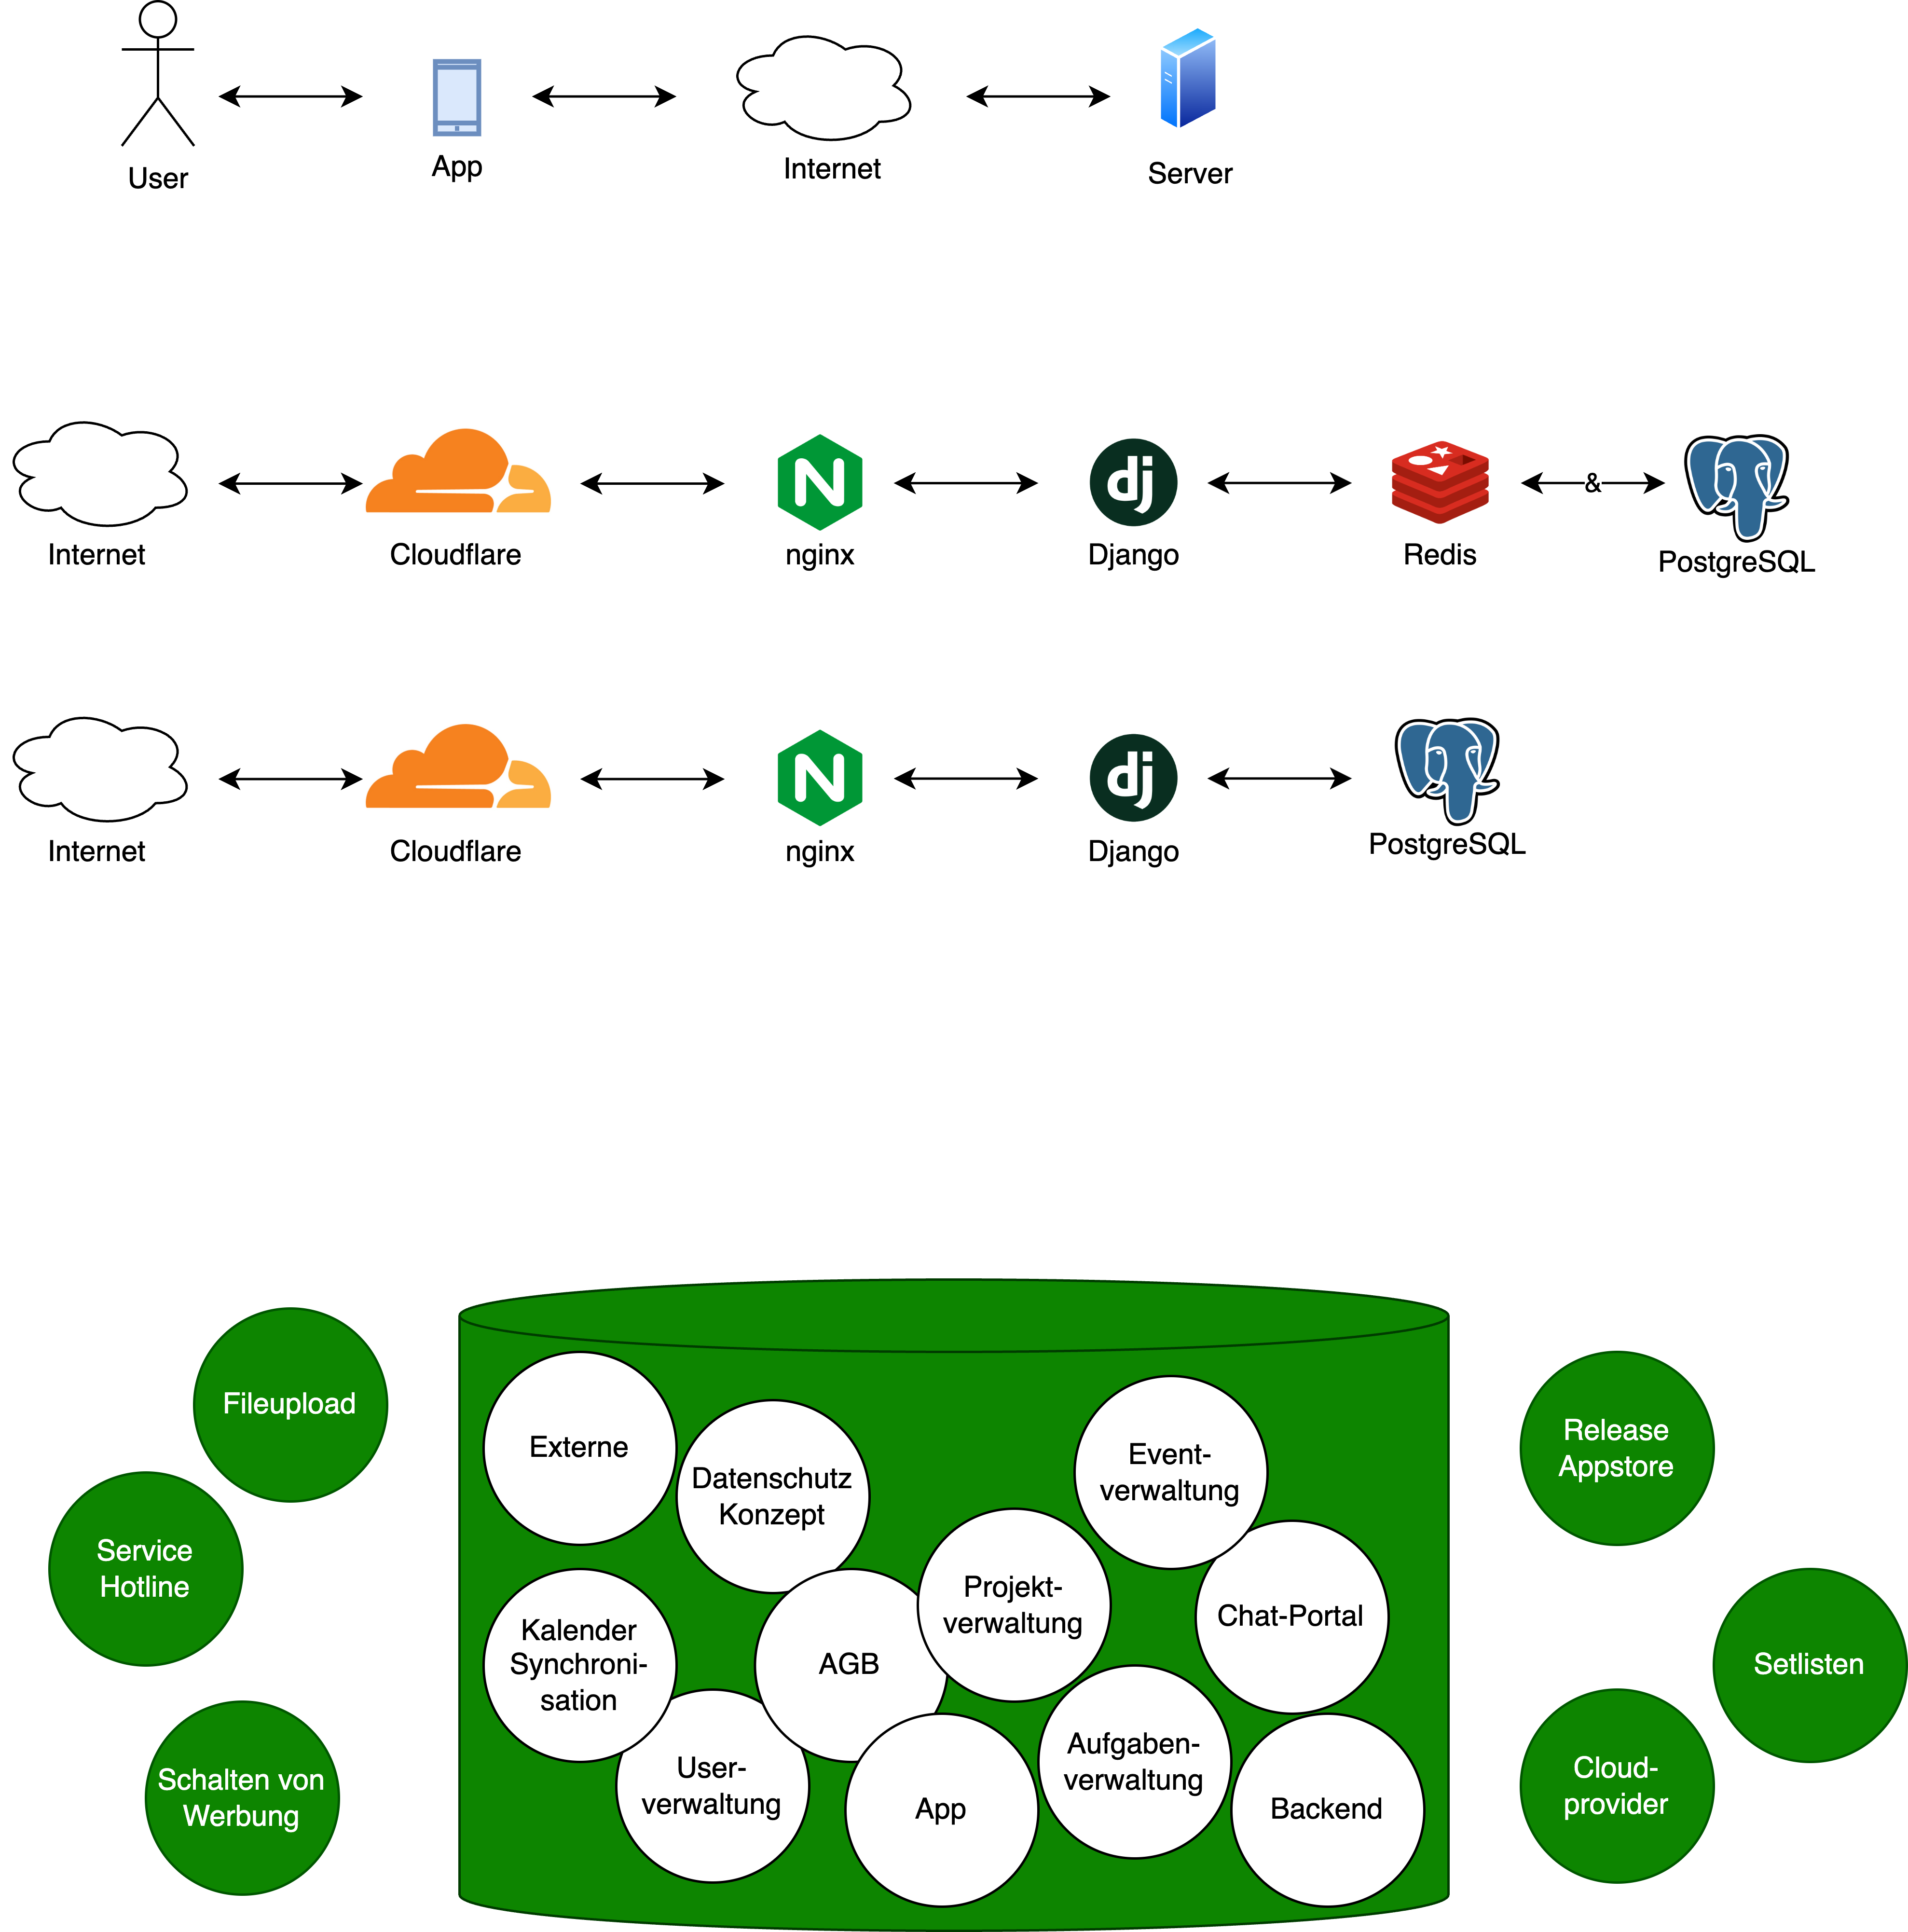 User
App
Internet
Server
Internet
Cloudflare
nginx
Django
Redis
&
PostgreSQL
Internet
Cloudflare
nginx
Django
PostgreSQL
Fileupload
Service
Hotline
Schalten von
Werbung
Externe
Datenschutz
Konzept
Event-
verwaltung
Projekt-
verwaltung
Chat-Portal
Kalender
Synchroni-
sation
AGB
User-
verwaltung
App
Aufgaben-
verwaltung
Backend
Release
Appstore
Setlisten
Cloud-
provider